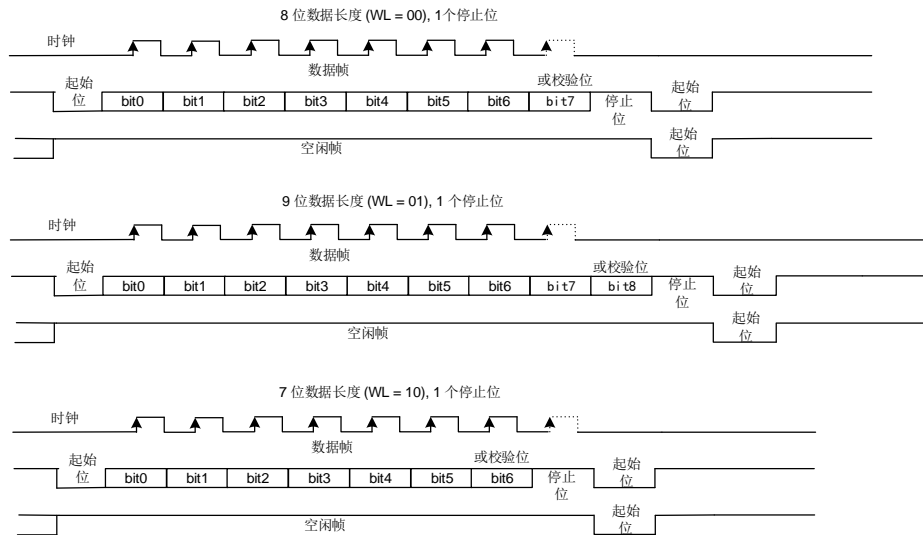 8 位数据长度 (WL = 00), 1个停止位
时钟
数据帧
或校验位
起始位
bit0 bit1 bit2 bit3 bit4 bit5 bit6 bit7
停止位
起始位
空闲帧
起始位
9 位数据长度 (WL = 01), 1 个停止位
时钟
数据帧
或校验位
起始位
bit0 bit1 bit2 bit3 bit4 bit5 bit6 bit7 bit8
停止位
起始位
空闲帧
起始位
7 位数据长度 (WL = 10), 1 个停止位
时钟
数据帧
或校验位
起始位
bit0 bit1 bit2 bit3 bit4 bit5 bit6
停止位
起始位
空闲帧
起始位